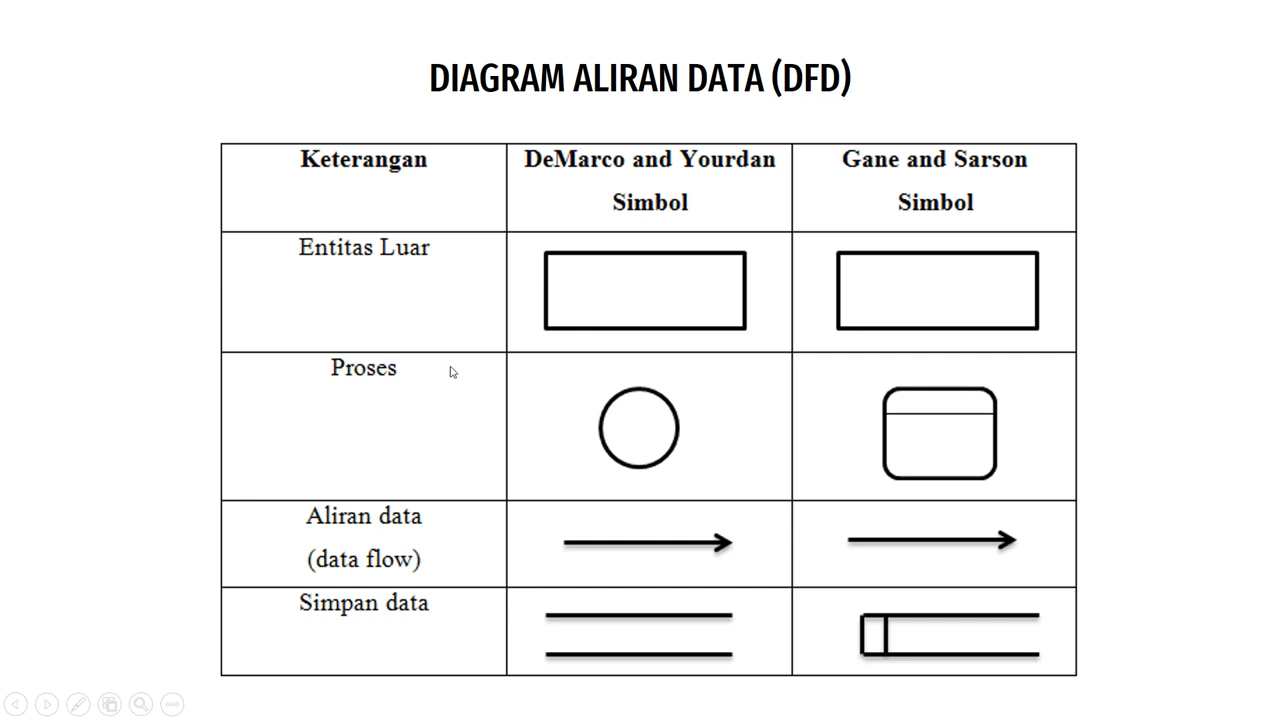 DIAGRAM ALIRAN DATA (DFD)
Keterangan
DeMarco and Yourdan
Simbol
Gane and Sarson
Simbol
Entitas Luar
Proses
Aliran data
(data flow)
Simpan data